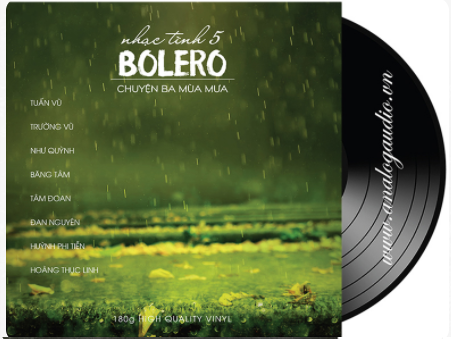 nhạc tình 5
BOLERO
CHUYỆN BA MÙA MƯA
TUẤN VŨ
TRƯỜNG VŨ
NHƯ QUỲNH
BĂNG TÂM
TÂM ĐOAN
ĐAN NGUYÊN
HUỲNH PHI TIỄN
HOÀNG THỤC LINH
180g HIGH QUALITY VINYL
www.analogaudio.vn